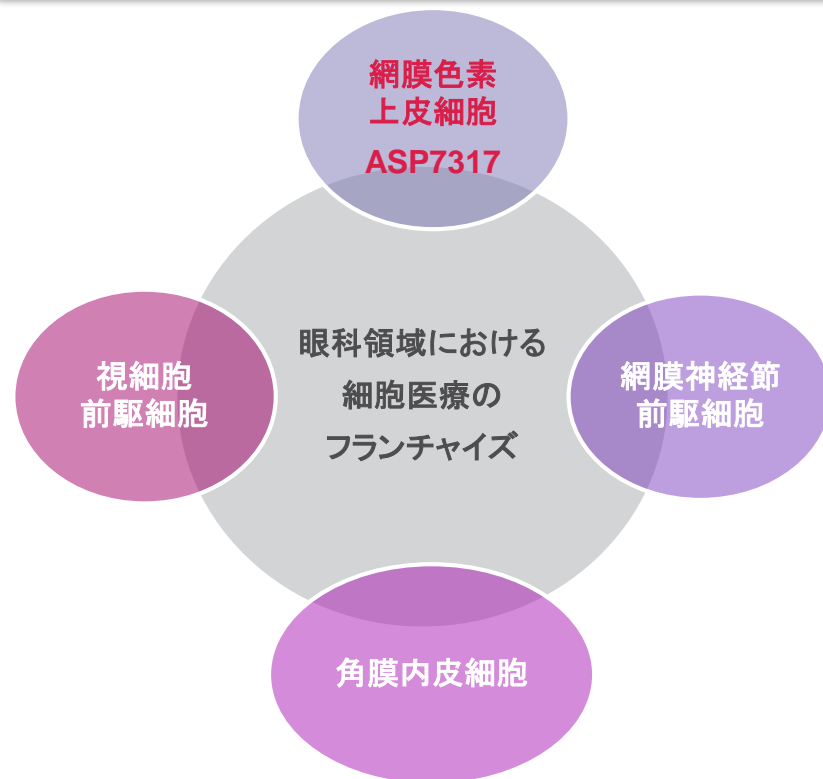 網膜色素
上皮細胞
ASP7317
眼科領域における
細胞医療の
フランチャイズ
視細胞
前駆細胞
網膜神経節
前駆細胞
角膜内皮細胞